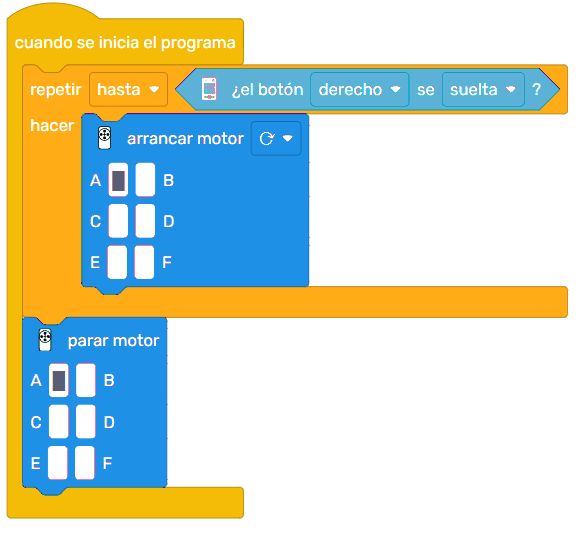 cuando se inicia el programa
repetir hasta ¿el botón derecho se suelta ?
hacer
arrancar motor
A B
C D
E F
parar motor
A B
C D
E F